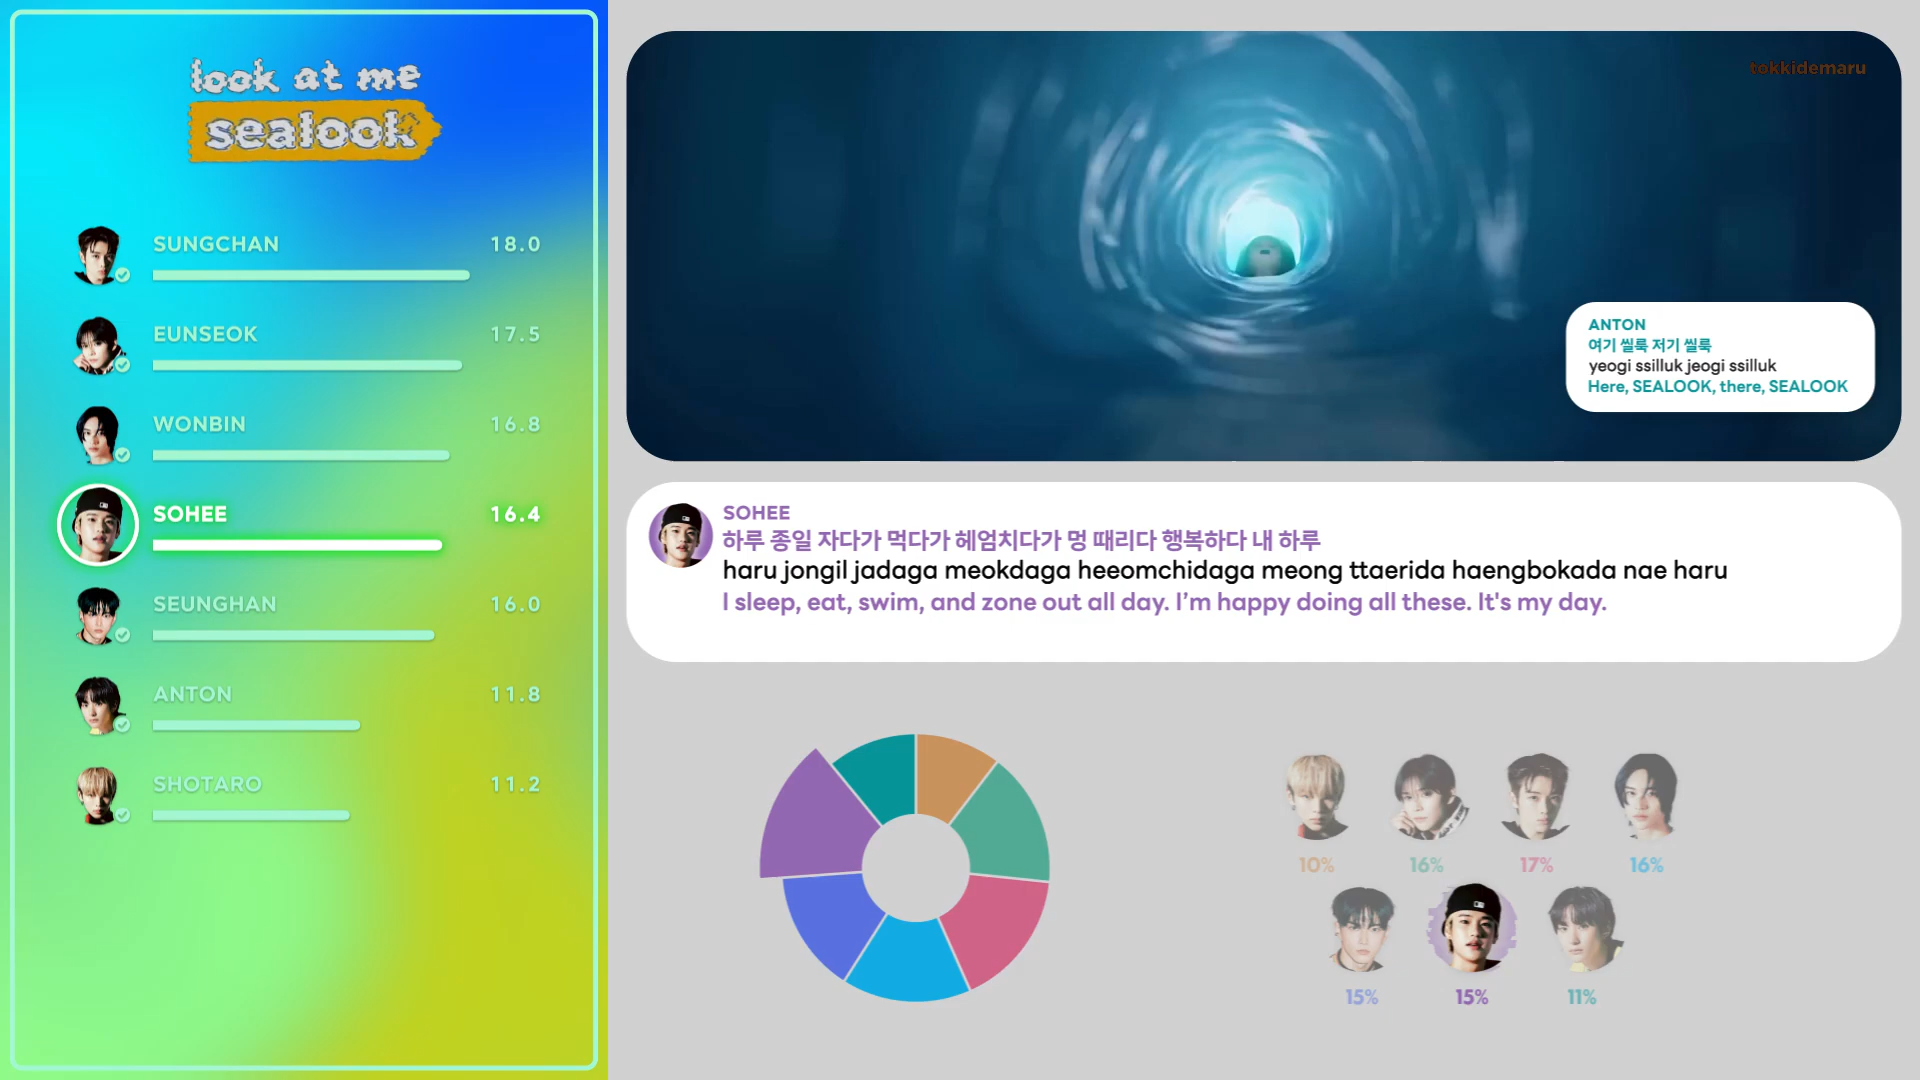 look at me
sealook
SUNGCHAN 18.0
EUNSEOK 17.5
WONBIN 16.8
SOHEE 16.4
SEUNGHAN 16.0
ANTON 11.8
SHOTARO 11.2
tokkidemaru
ANTON
여기 씰룩 저기 씰룩
yeogi ssilluk jeogi ssilluk
Here, SEALOOK, there, SEALOOK
SOHEE
하루 종일 자다가 먹다가 헤엄치다가 멍 때리다 행복하다 내 하루
haru jongil jadaga meokdaga heeomchidaga meong ttaerida haengbokada nae haru
I sleep, eat, swim, and zone out all day. I’m happy doing all these. It's my day.
10% 16% 17% 16%
15% 15% 11%